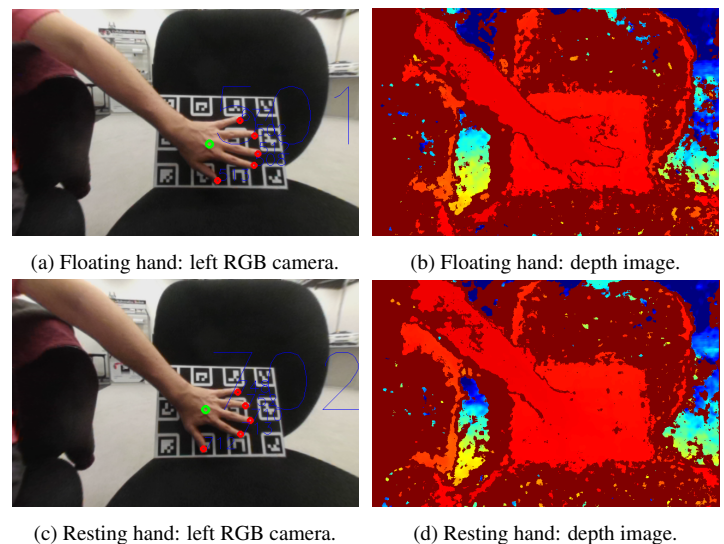 (a) Floating hand: left RGB camera.
(b) Floating hand: depth image.
(c) Resting hand: left RGB camera.
(d) Resting hand: depth image.